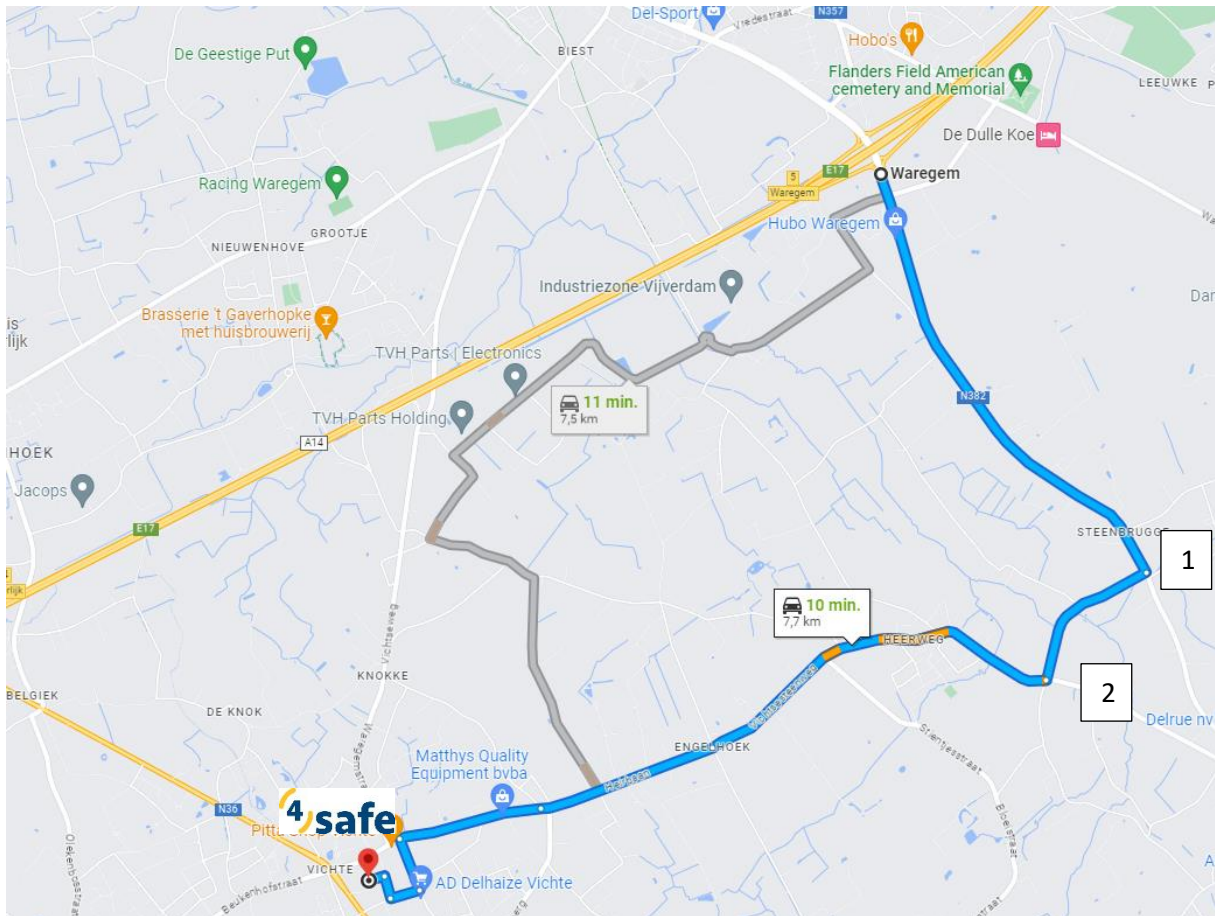 Del-Sport
Vredestraat
N357
Hobo's
BIEST
De Geestige Put
Flanders Field American
cemetery and Memorial
LEEUWKE
De Dulle Koe
E17
5
Waregem
Waregem
Racing Waregem
Hubo Waregem
GROOTJE
NIEUWENHOVE
Industriezone Vijverdam
Brasserie 't Gaverhopke
met huisbrouwerij
TVH Parts | Electronics
11 min.
7,5 km
N382
TVH Parts Holding
A14
HOEK
Jacops
E17
STEENBRUGGE
1
10 min.
7,7 km
HEERWEG
Vichtseweg
KNOKKE
2
BELGIEK
DE KNOK
Delrue nv
Stientjesstraat
ENGELHOEK
Matthys Quality
Equipment bvba
N36
4safe
VICHTE
AD Delhaize Vichte
Beukenhofstraat